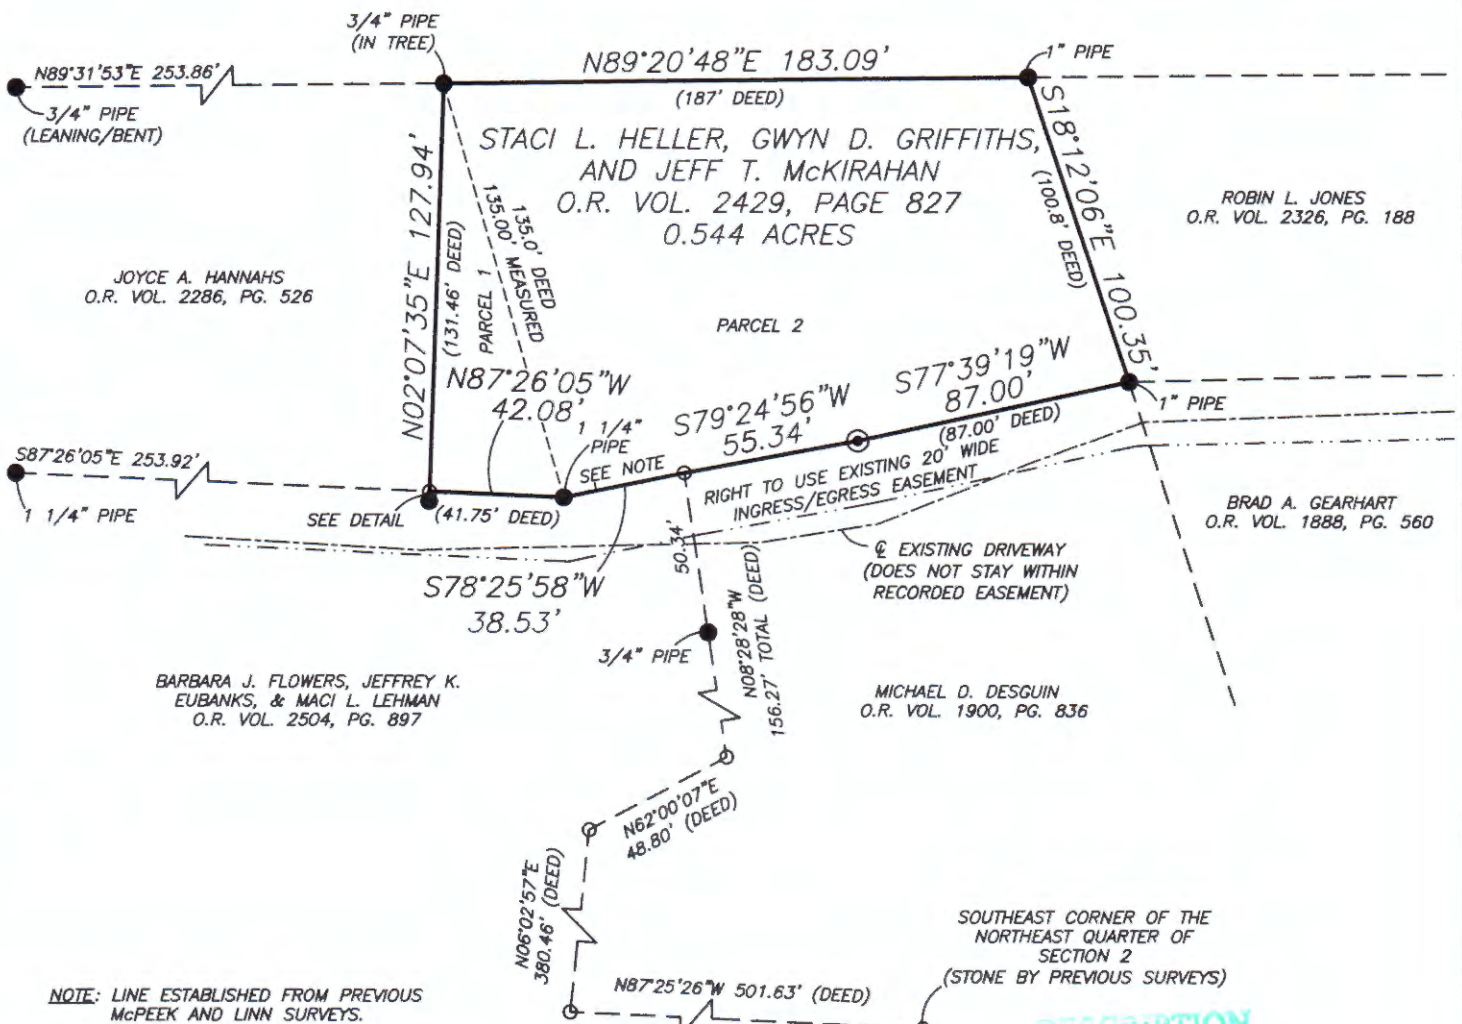 3/4" PIPE
(IN TREE)
N89°31'53"E 253.86'
3/4" PIPE
(LEANING/BENT)
N89°20'48"E 183.09'
(187' DEED)
1" PIPE
STACI L. HELLER, GWYN D. GRIFFITHS,
AND JEFF T. McKIRAHAN
O.R. VOL. 2429, PAGE 827
0.544 ACRES
S18°12'06"E 100.35'
(100.8' DEED)
ROBIN L. JONES
O.R. VOL. 2326, PG. 188
N02°07'35"E 127.94'
(131.46' DEED)
PARCEL 1
135.0' DEED
135.00' MEASURED
JOYCE A. HANNAHS
O.R. VOL. 2286, PG. 526
PARCEL 2
N87°26'05"W
42.08'
1 1/4"
PIPE
S79°24'56"W
55.34'
S77°39'19"W
87.00'
(87.00' DEED)
1" PIPE
S87°26'05"E 253.92'
1 1/4" PIPE
SEE DETAIL
(41.75' DEED)
SEE NOTE
RIGHT TO USE EXISTING 20' WIDE
INGRESS/EGRESS EASEMENT
BRAD A. GEARHART
O.R. VOL. 1888, PG. 560
℄ EXISTING DRIVEWAY
(DOES NOT STAY WITHIN
RECORDED EASEMENT)
S78°25'58"W
38.53'
50.34'
N08°28'28"W
156.27' TOTAL (DEED)
3/4" PIPE
BARBARA J. FLOWERS, JEFFREY K.
EUBANKS, & MACI L. LEHMAN
O.R. VOL. 2504, PG. 897
MICHAEL D. DESGUIN
O.R. VOL. 1900, PG. 836
N62°00'07"E
48.80' (DEED)
N06°02'57"E
380.46' (DEED)
SOUTHEAST CORNER OF THE
NORTHEAST QUARTER OF
SECTION 2
(STONE BY PREVIOUS SURVEYS)
N87°25'26"W 501.63' (DEED)
NOTE: LINE ESTABLISHED FROM PREVIOUS
McPEEK AND LINN SURVEYS.
DESCRIPTION